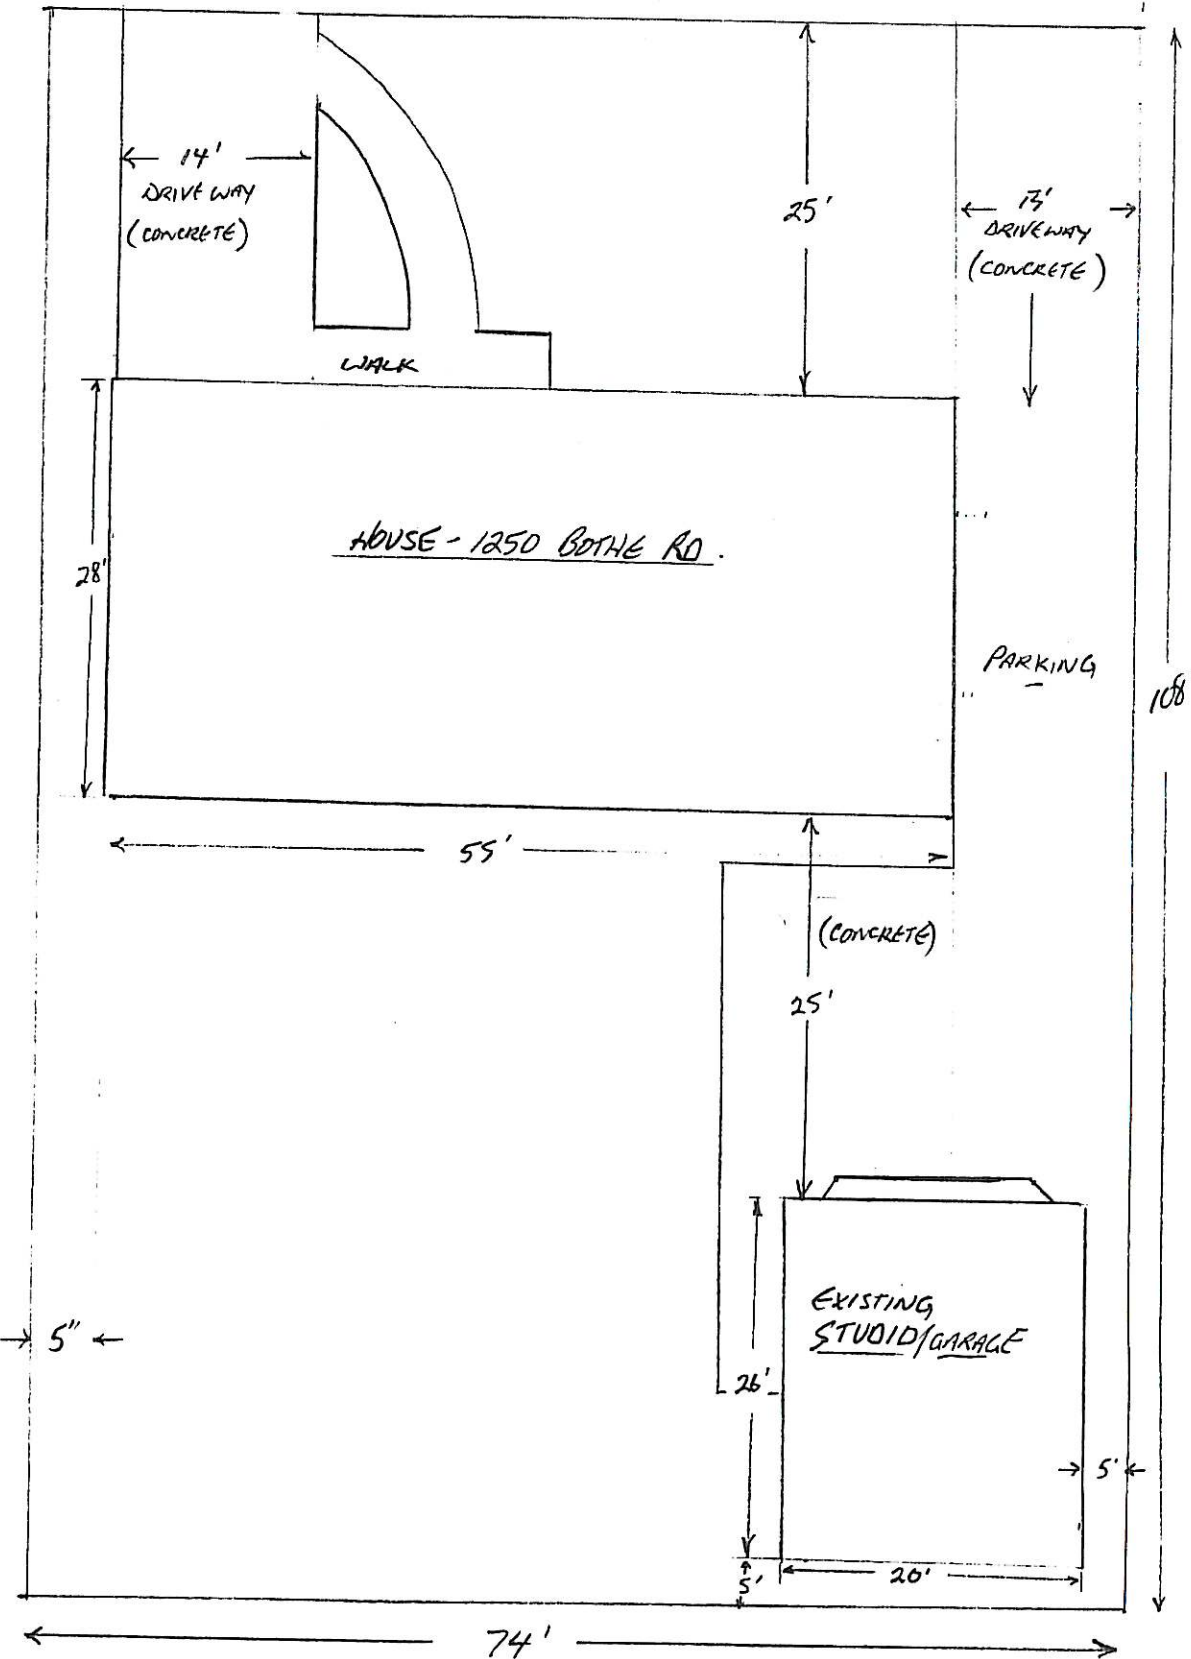 14'
DRIVEWAY
(CONCRETE)
25'
13'
DRIVEWAY
(CONCRETE)
WALK
HOUSE - 1250 BOTHE RD.
28'
PARKING
108
55'
(CONCRETE)
25'
EXISTING
STUDIO/GARAGE
5"
26'
5'
20'
5'
74'